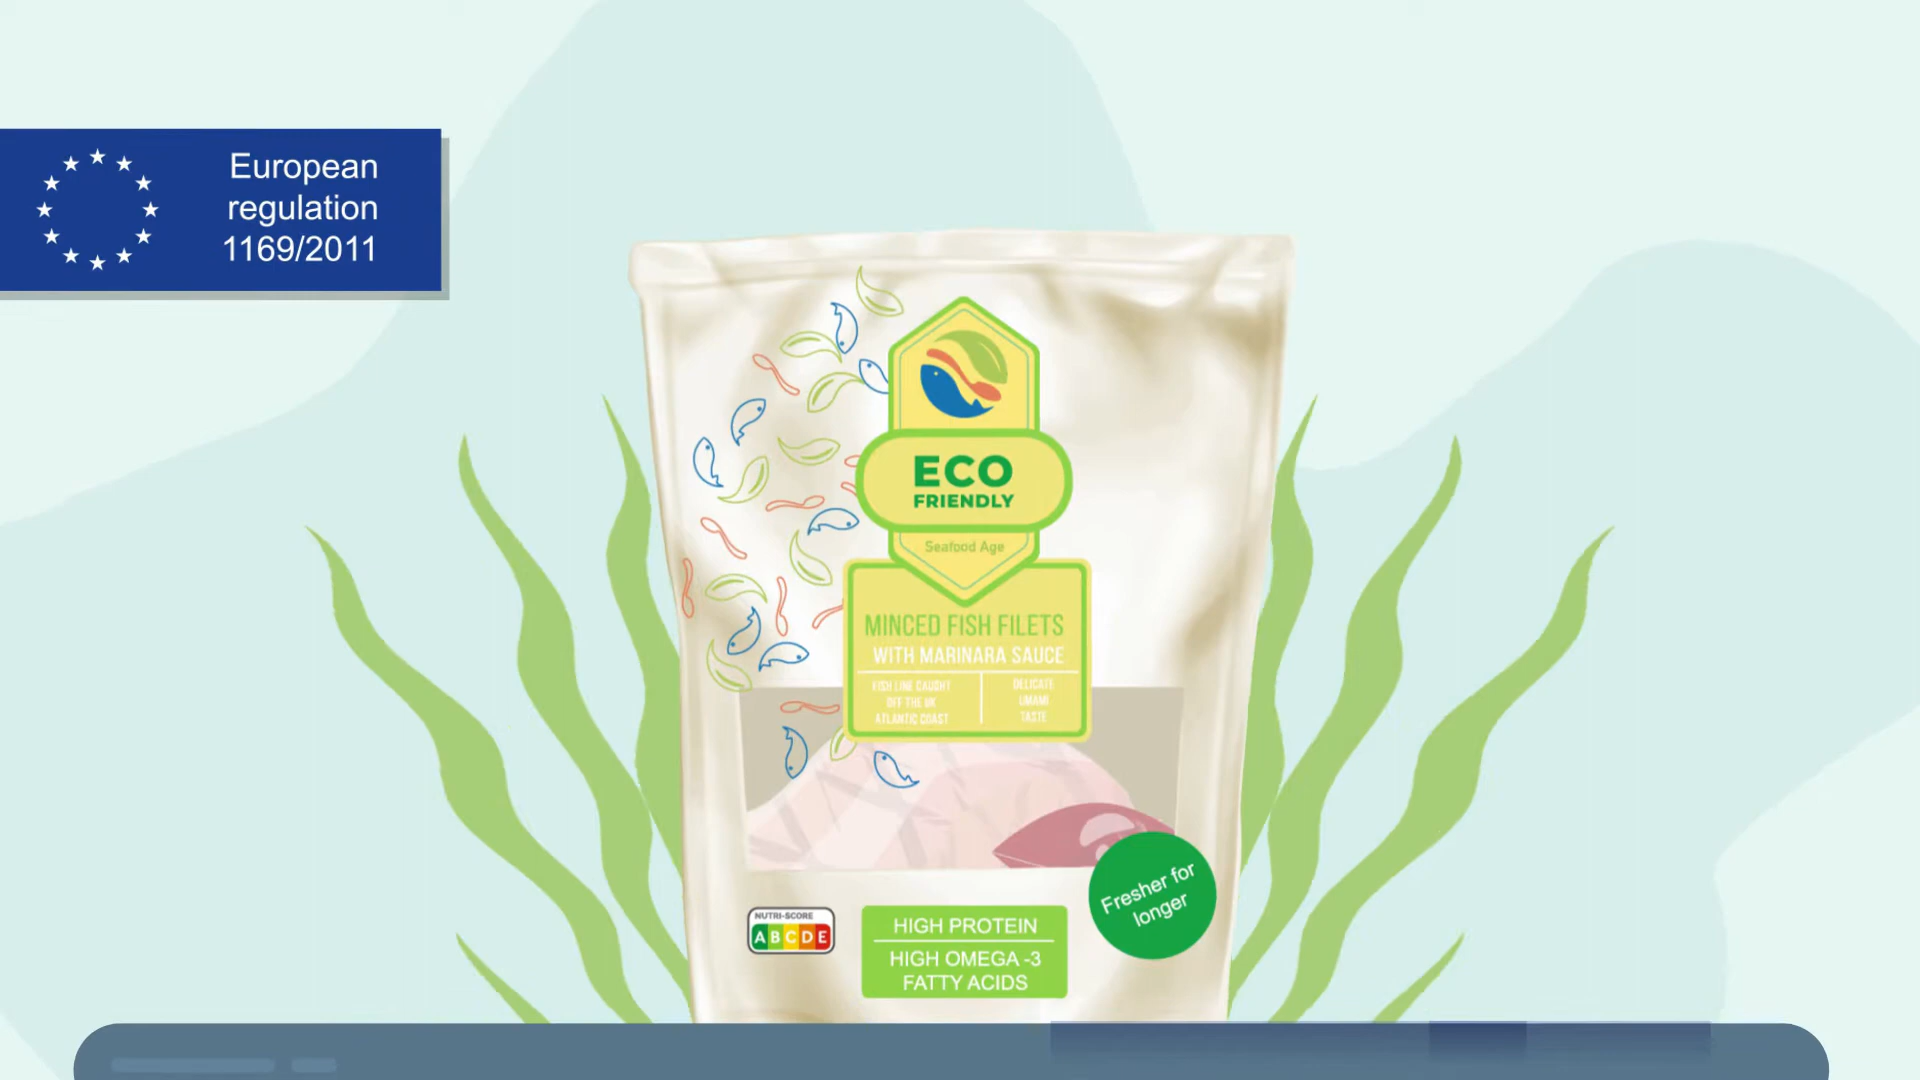 European
regulation
1169/2011
ECO
FRIENDLY
Seafood Age
MINCED FISH FILETS
WITH MARINARA SAUCE
FISH LINE CAUGHT
OFF THE UK
ATLANTIC COAST
DELICATE
UMAMI
TASTE
Fresher for
longer
NUTRI-SCORE
A B C D E
HIGH PROTEIN
HIGH OMEGA -3
FATTY ACIDS